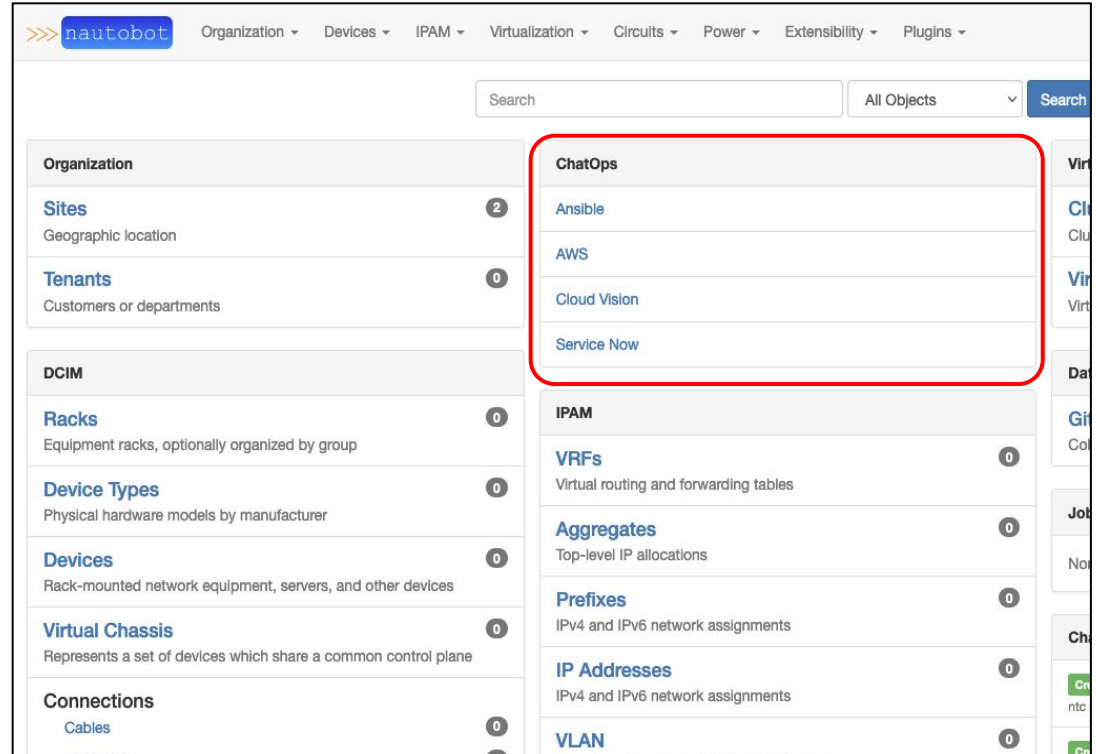 >>> nautobot Organization Devices IPAM Virtualization Circuits Power Extensibility Plugins
Search All Objects Search
Organization
Sites 2
Geographic location
Tenants 0
Customers or departments
DCIM
Racks 0
Equipment racks, optionally organized by group
Device Types 0
Physical hardware models by manufacturer
Devices 0
Rack-mounted network equipment, servers, and other devices
Virtual Chassis 0
Represents a set of devices which share a common control plane
Connections
Cables 0
ChatOps
Ansible
AWS
Cloud Vision
Service Now
IPAM
VRFs 0
Virtual routing and forwarding tables
Aggregates 0
Top-level IP allocations
Prefixes 0
IPv4 and IPv6 network assignments
IP Addresses 0
IPv4 and IPv6 network assignments
VLAN 0
ntc